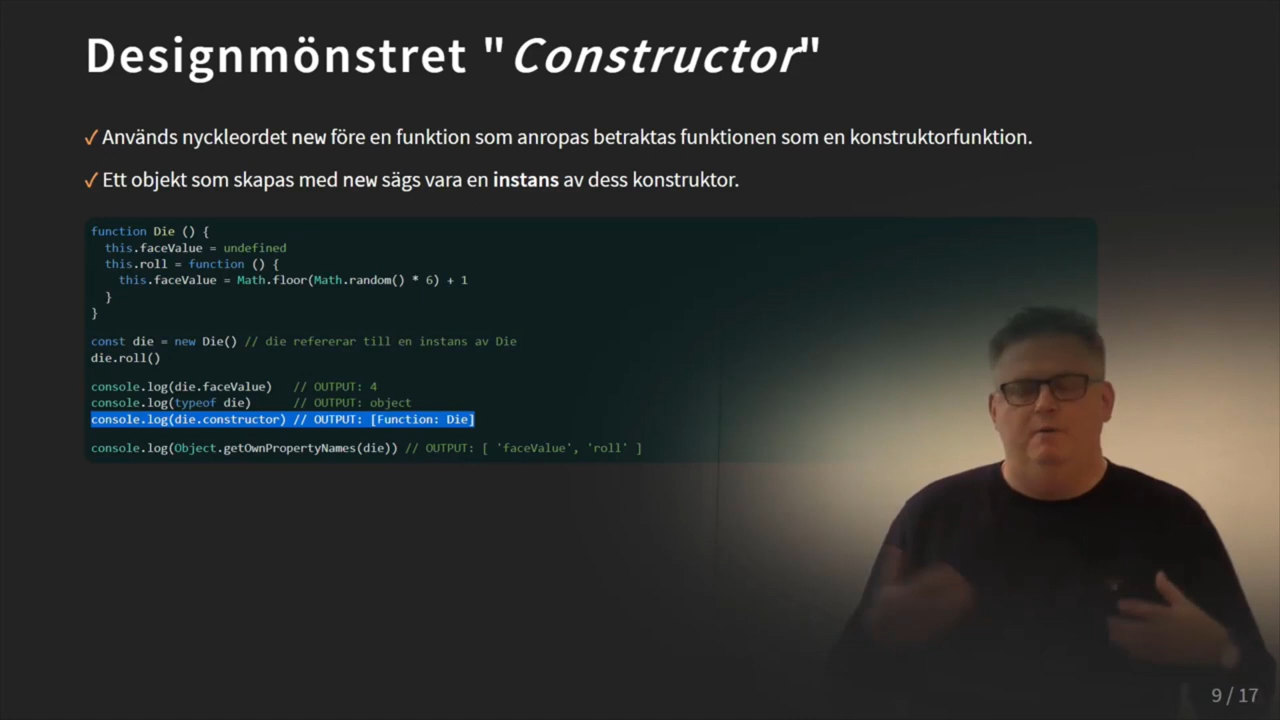 Designmönstret "Constructor"
✓ Används nyckleordet new före en funktion som anropas betraktas funktionen som en konstruktorfunktion.
✓ Ett objekt som skapas med new sägs vara en instans av dess konstruktor.
function Die () {
  this.faceValue = undefined
  this.roll = function () {
    this.faceValue = Math.floor(Math.random() * 6) + 1
  }
}
const die = new Die() // die refererar till en instans av Die
die.roll()
console.log(die.faceValue)   // OUTPUT: 4
console.log(typeof die)      // OUTPUT: object
console.log(die.constructor) // OUTPUT: [Function: Die]
console.log(Object.getOwnPropertyNames(die)) // OUTPUT: [ 'faceValue', 'roll' ]
9 / 17